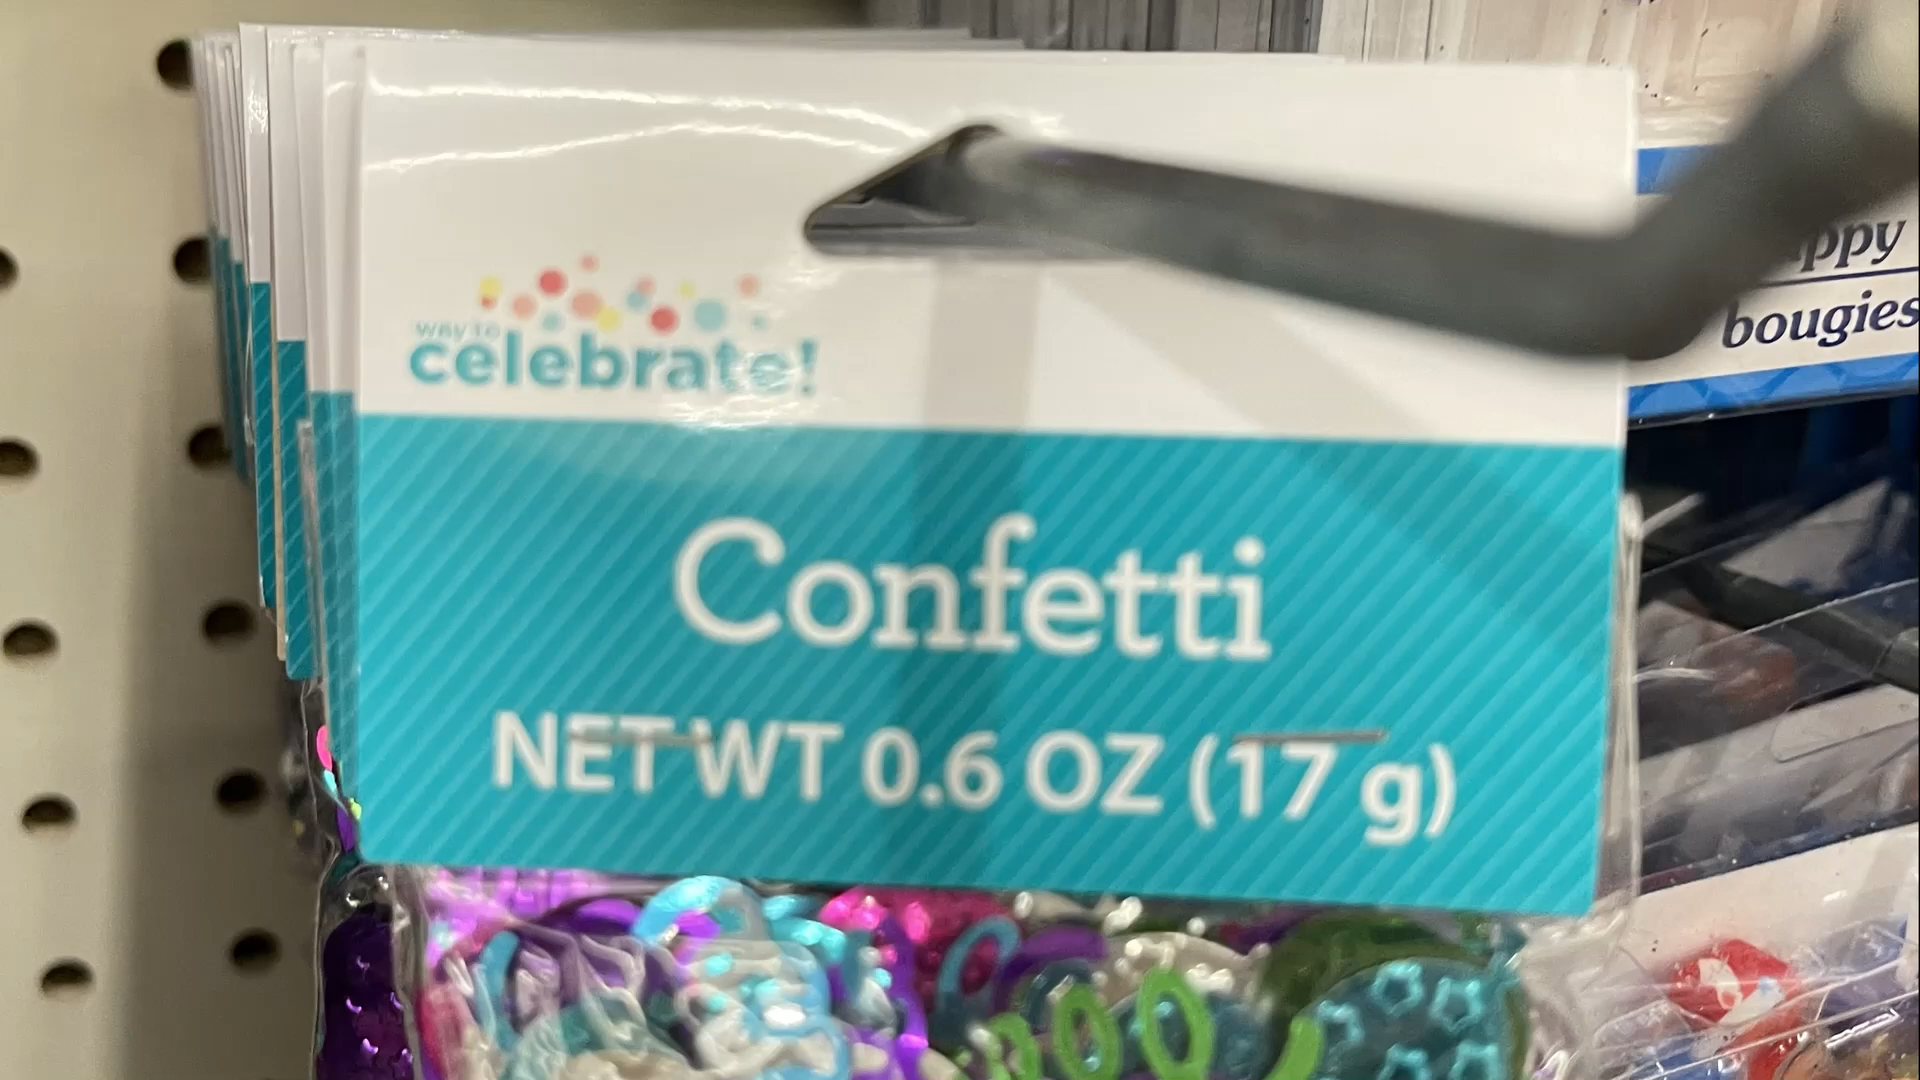 way to
celebrate!
Confetti
NET WT 0.6 OZ (17 g)
bougies